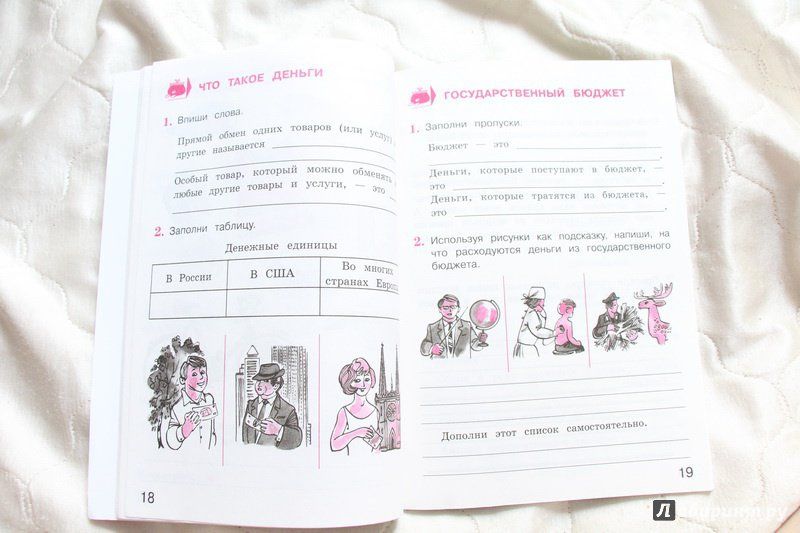 ЧТО ТАКОЕ ДЕНЬГИ
1. Впиши слова.
Прямой обмен одних товаров (или услуг)
другие называется
Особый товар, который можно обменять
любые другие товары и услуги, — это
2. Заполни таблицу.
Денежные единицы
В России
В США
Во многих
странах Европы
18
ГОСУДАРСТВЕННЫЙ БЮДЖЕТ
1. Заполни пропуски.
Бюджет — это
Деньги, которые поступают в бюджет, —
это
Деньги, которые тратятся из бюджета, —
это
2. Используя рисунки как подсказку, напиши, на
что расходуются деньги из государственного
бюджета.
Дополни этот список самостоятельно.
19
Лабиринт.ру